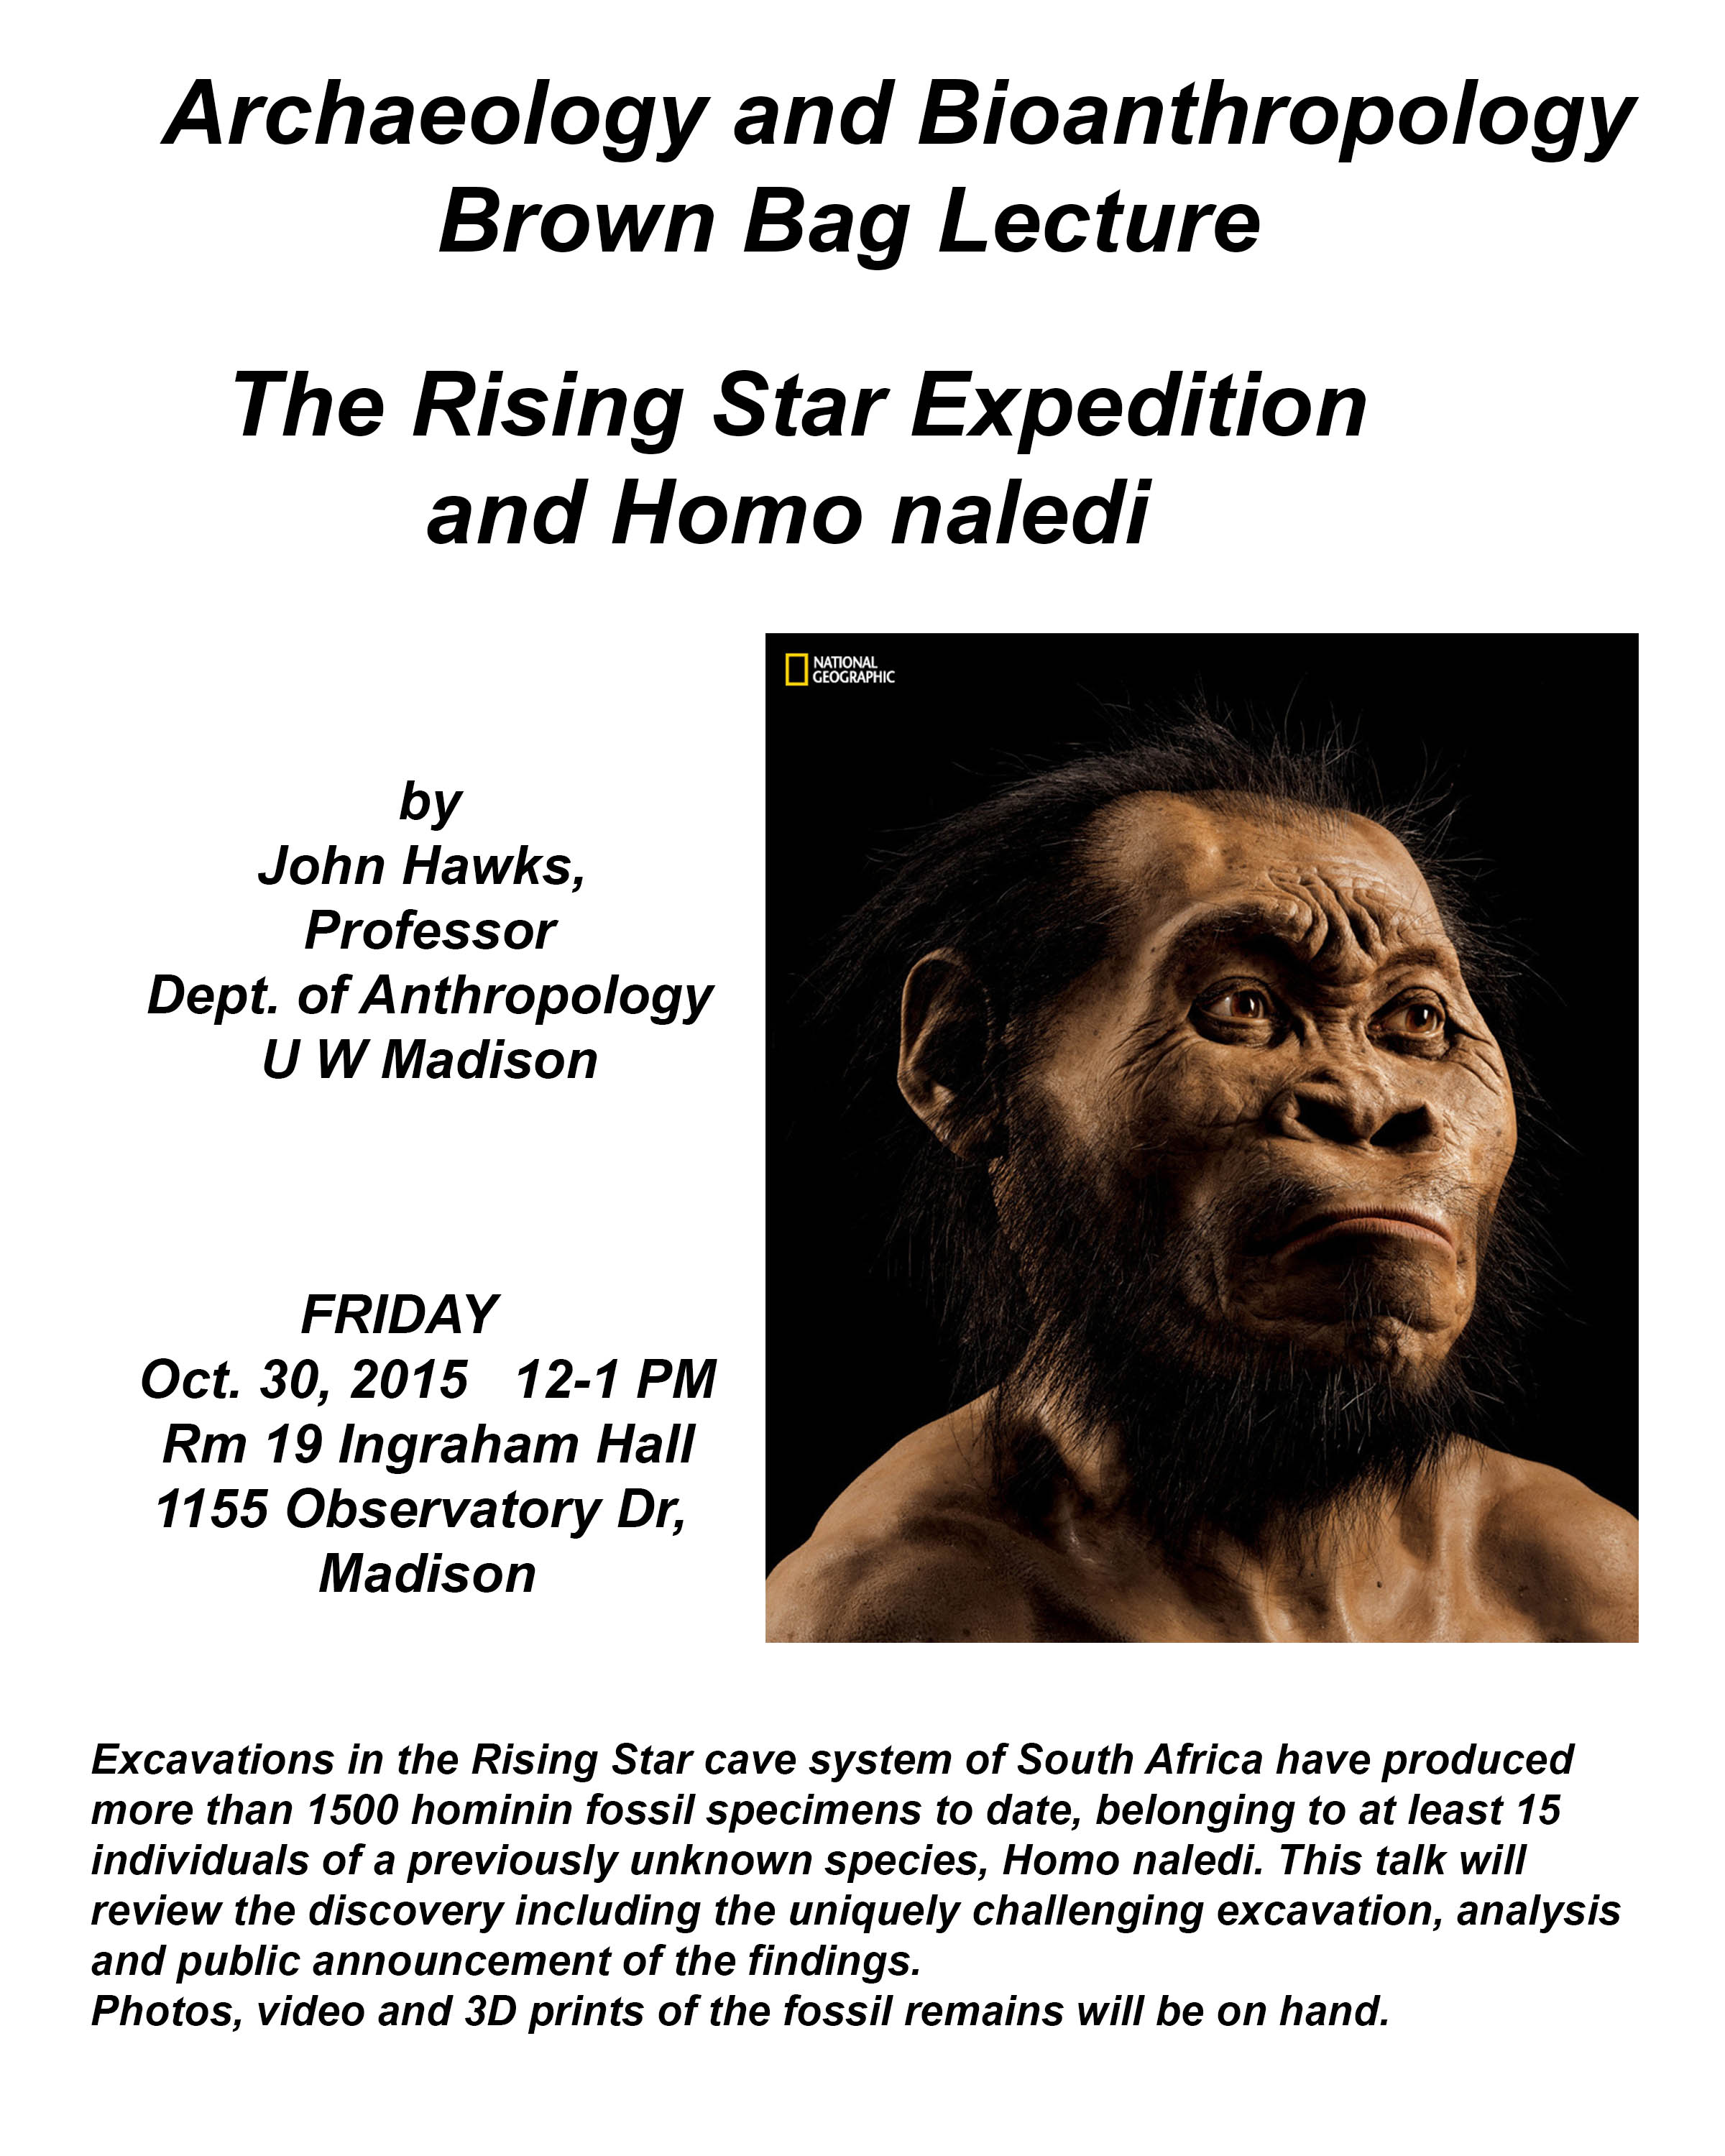 Archaeology and Bioanthropology
Brown Bag Lecture
The Rising Star Expedition
and Homo naledi
NATIONAL
GEOGRAPHIC
by
John Hawks,
Professor
Dept. of Anthropology
U W Madison
FRIDAY
Oct. 30, 2015   12-1 PM
Rm 19 Ingraham Hall
1155 Observatory Dr,
Madison
Excavations in the Rising Star cave system of South Africa have produced
more than 1500 hominin fossil specimens to date, belonging to at least 15
individuals of a previously unknown species, Homo naledi. This talk will
review the discovery including the uniquely challenging excavation, analysis
and public announcement of the findings.
Photos, video and 3D prints of the fossil remains will be on hand.